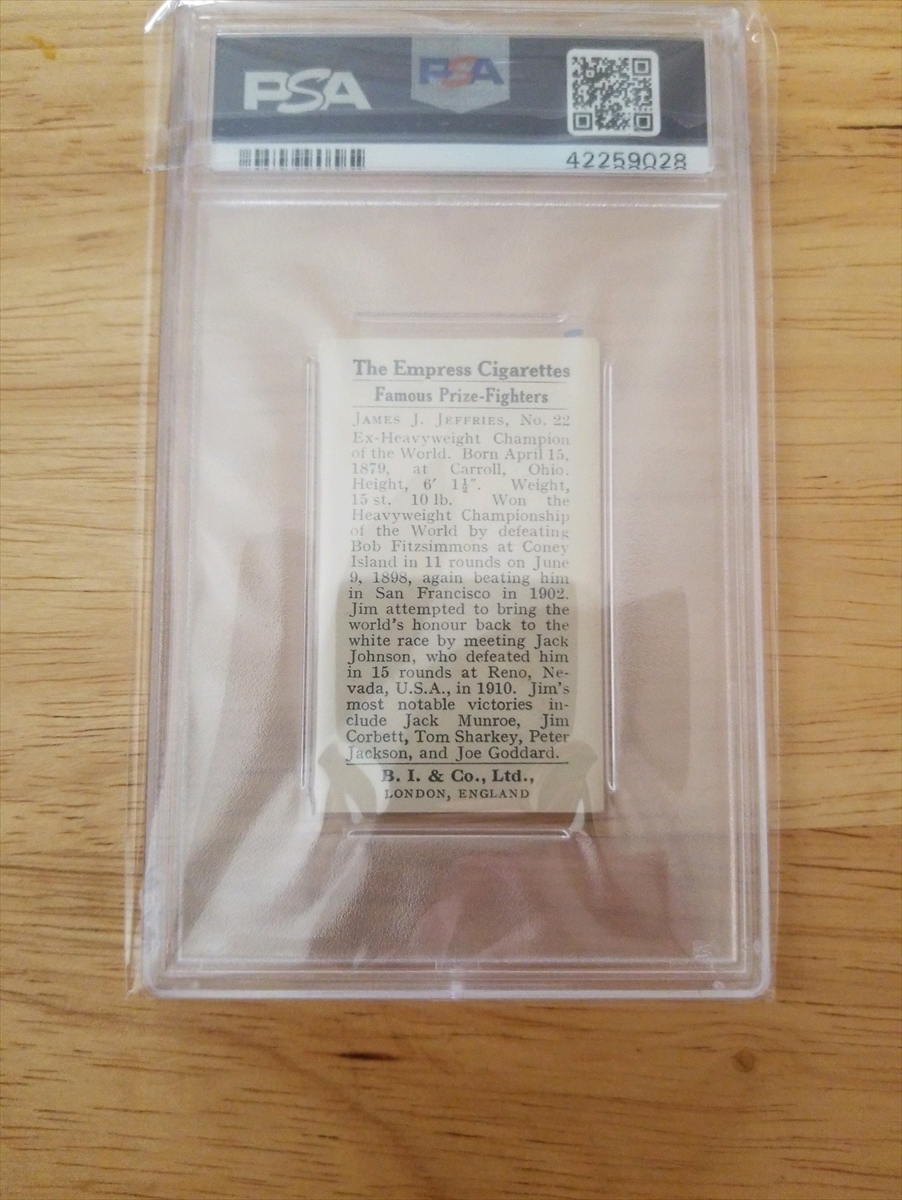 PSA
PSA
42259028
The Empress Cigarettes
Famous Prize-Fighters
JAMES J. JEFFRIES, No. 22
Ex-Heavyweight Champion
of the World. Born April 15,
1879, at Carroll, Ohio.
Height, 6′ 1½″. Weight,
15 st. 10 lb. Won the
Heavyweight Championship
of the World by defeating
Bob Fitzsimmons at Coney
Island in 11 rounds on June
9, 1898, again beating him
in San Francisco in 1902.
Jim attempted to bring the
world's honour back to the
white race by meeting Jack
Johnson, who defeated him
in 15 rounds at Reno, Ne-
vada, U.S.A., in 1910. Jim's
most notable victories in-
clude Jack Munroe, Jim
Corbett, Tom Sharkey, Peter
Jackson, and Joe Goddard.
B. I. & Co., Ltd.,
LONDON, ENGLAND